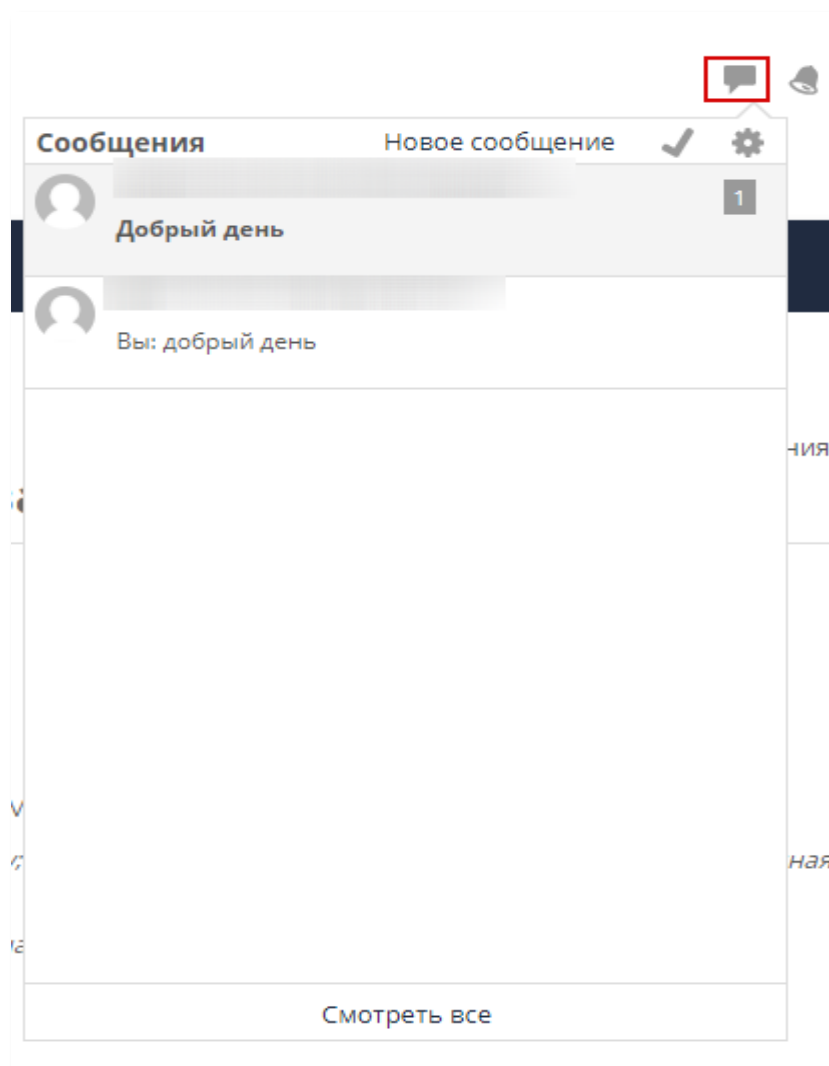 Сообщения Новое сообщение
1
Добрый день
Вы: добрый день
ния
ная
Смотреть все